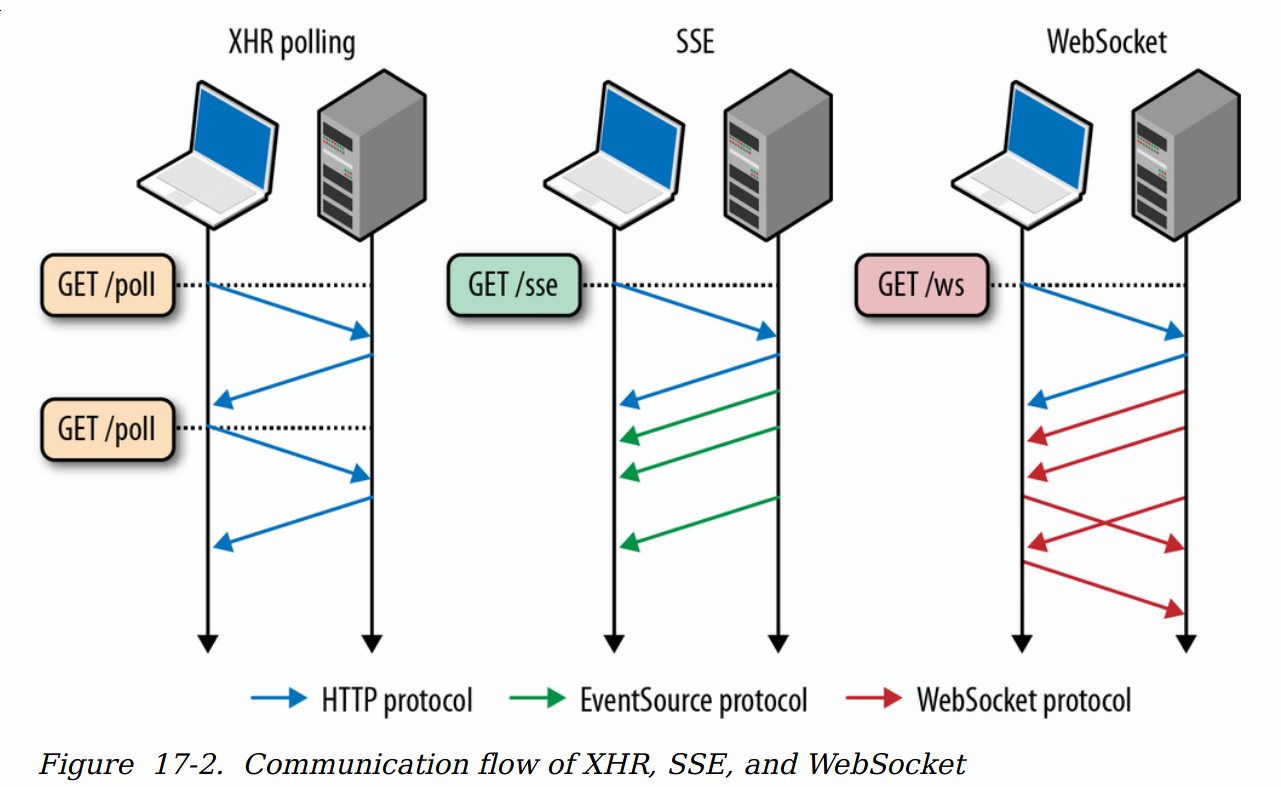 XHR polling
SSE
WebSocket
GET /poll
GET /sse
GET /ws
GET /poll
HTTP protocol
EventSource protocol
WebSocket protocol
Figure 17-2. Communication flow of XHR, SSE, and WebSocket